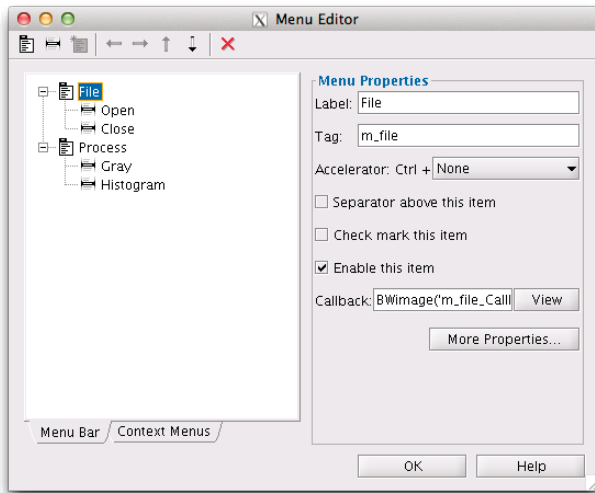 Menu Editor
File
Open
Close
Process
Gray
Histogram
Menu Bar
Context Menus
Menu Properties
Label: File
Tag: m_file
Accelerator: Ctrl + None
Separator above this item
Check mark this item
Enable this item
Callback: BWimage('m_file_Call View
More Properties...
OK
Help